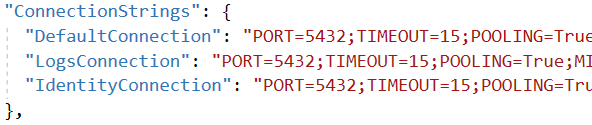 "ConnectionStrings": {
"DefaultConnection": "PORT=5432;TIMEOUT=15;POOLING=True
"LogsConnection": "PORT=5432;TIMEOUT=15;POOLING=True;MI
"IdentityConnection": "PORT=5432;TIMEOUT=15;POOLING=Tru
},